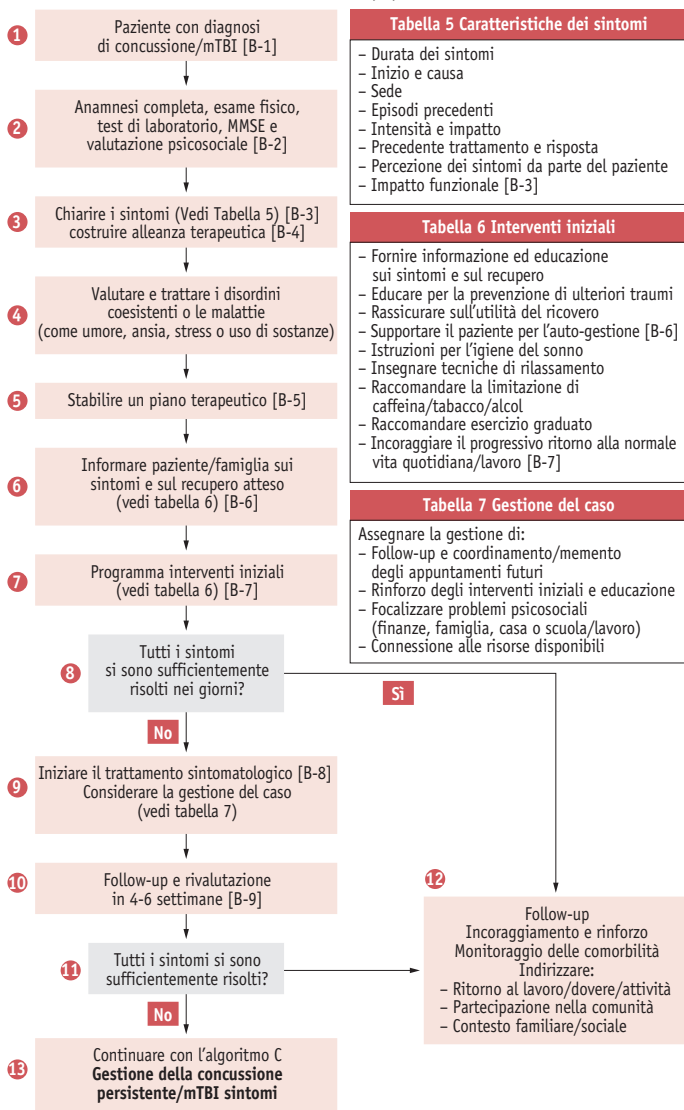 1
Paziente con diagnosi
di concussione/mTBI [B-1]
2
Anamnesi completa, esame fisico,
test di laboratorio, MMSE e
valutazione psicosociale [B-2]
3
Chiarire i sintomi (Vedi Tabella 5) [B-3]
costruire alleanza terapeutica [B-4]
4
Valutare e trattare i disordini
coesistenti o le malattie
(come umore, ansia, stress o uso di sostanze)
5
Stabilire un piano terapeutico [B-5]
6
Informare paziente/famiglia sui
sintomi e sul recupero atteso
(vedi tabella 6) [B-6]
7
Programma interventi iniziali
(vedi tabella 6) [B-7]
8
Tutti i sintomi
si sono sufficientemente
risolti nei giorni?
Sì
No
9
Iniziare il trattamento sintomatologico [B-8]
Considerare la gestione del caso
(vedi tabella 7)
10
Follow-up e rivalutazione
in 4-6 settimane [B-9]
11
Tutti i sintomi si sono
sufficientemente risolti?
No
12
Follow-up
Incoraggiamento e rinforzo
Monitoraggio delle comorbilità
Indirizzare:
– Ritorno al lavoro/dovere/attività
– Partecipazione nella comunità
– Contesto familiare/sociale
13
Continuare con l'algoritmo C
Gestione della concussione
persistente/mTBI sintomi
Tabella 5 Caratteristiche dei sintomi
– Durata dei sintomi
– Inizio e causa
– Sede
– Episodi precedenti
– Intensità e impatto
– Precedente trattamento e risposta
– Percezione dei sintomi da parte del paziente
– Impatto funzionale [B-3]
Tabella 6 Interventi iniziali
– Fornire informazione ed educazione
sui sintomi e sul recupero
– Educare per la prevenzione di ulteriori traumi
– Rassicurare sull'utilità del ricovero
– Supportare il paziente per l'auto-gestione [B-6]
– Istruzioni per l'igiene del sonno
– Insegnare tecniche di rilassamento
– Raccomandare la limitazione di
caffeina/tabacco/alcol
– Raccomandare esercizio graduato
– Incoraggiare il progressivo ritorno alla normale
vita quotidiana/lavoro [B-7]
Tabella 7 Gestione del caso
Assegnare la gestione di:
– Follow-up e coordinamento/memento
degli appuntamenti futuri
– Rinforzo degli interventi iniziali e educazione
– Focalizzare problemi psicosociali
(finanze, famiglia, casa o scuola/lavoro)
– Connessione alle risorse disponibili